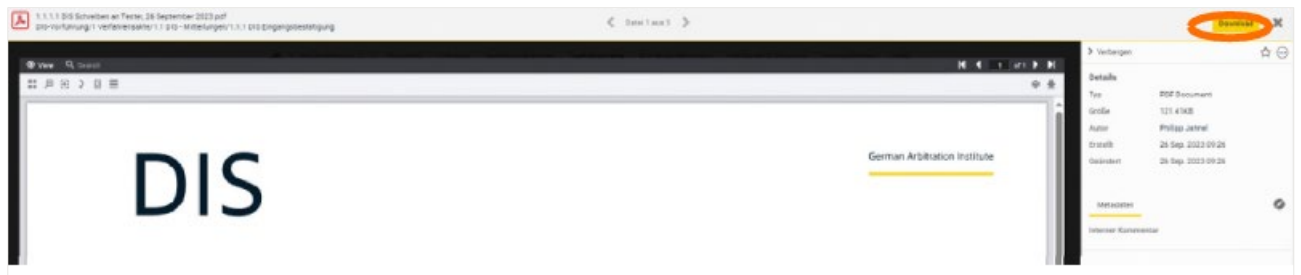 1.1.1.1 DIS Schreiben an Tester, 26 September 2023.pdf
DIS-Vorführung/1 Verfahrensakte/1.1 DIS - Mitteilungen/1.1.1 DIS Eingangsbestätigung
Datei 1 aus 1
Download
View Search
1 of 1
DIS
German Arbitration Institute
Verbergen
Details
Typ PDF Document
Größe 121.41KB
Autor Philipp Jahnel
Erstellt 26 Sep. 2023 09:26
Geändert 26 Sep. 2023 09:26
Metadaten
Interner Kommentar